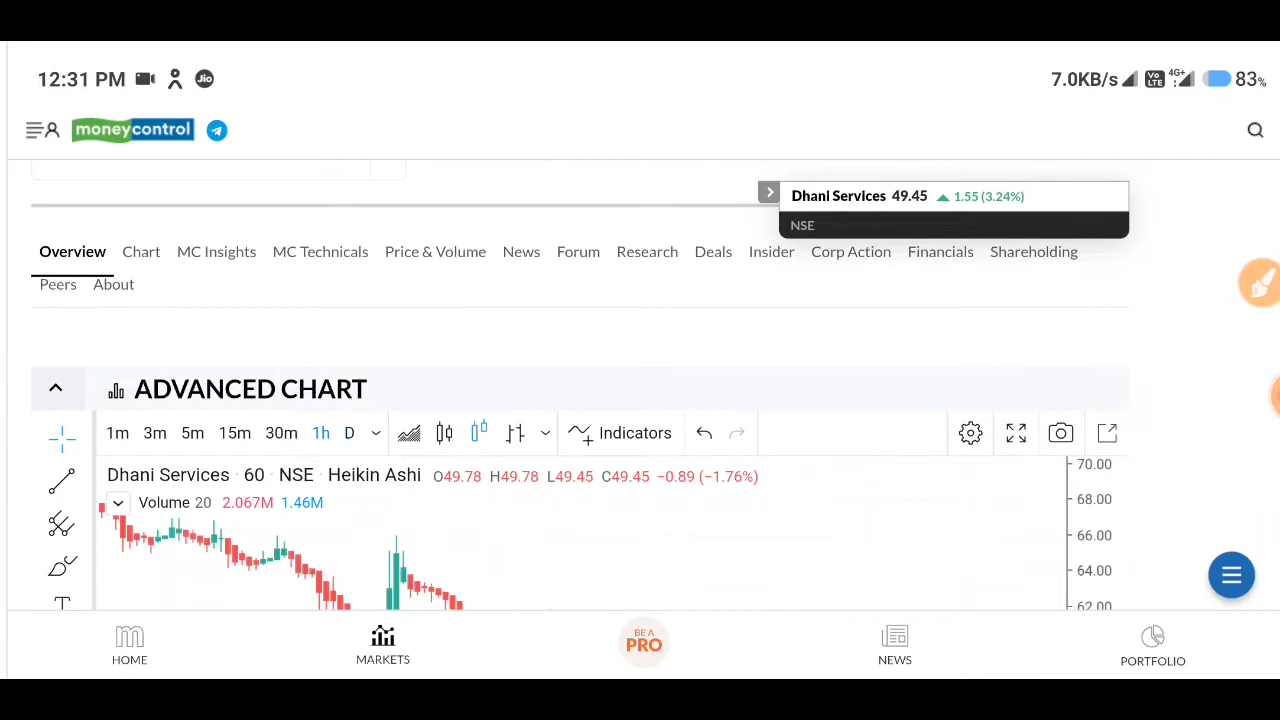 12:31 PM Jio 7.0KB/s Vo LTE 4G+ 83%
moneycontrol
Dhani Services 49.45 1.55 (3.24%)
NSE
Overview Chart MC Insights MC Technicals Price & Volume News Forum Research Deals Insider Corp Action Financials Shareholding
Peers About
ADVANCED CHART
1m 3m 5m 15m 30m 1h D Indicators
Dhani Services · 60 · NSE · Heikin Ashi O49.78 H49.78 L49.45 C49.45 −0.89 (−1.76%)
70.00
Volume 20 2.067M 1.46M
68.00
66.00
64.00
62.00
BE A
PRO
HOME MARKETS NEWS PORTFOLIO